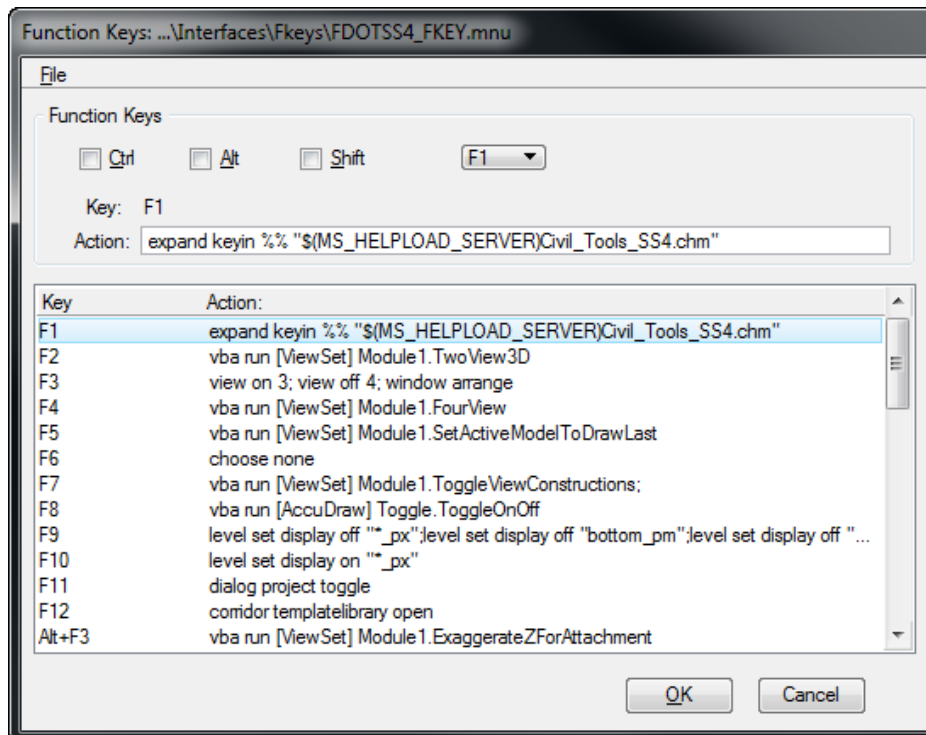 Function Keys: ...\Interfaces\Fkeys\FDOTSS4_FKEY.mnu
File
Function Keys
Ctrl Alt Shift F1
Key: F1
Action: expand keyin %% "$(MS_HELPLOAD_SERVER)Civil_Tools_SS4.chm"
Key Action:
F1 expand keyin %% "$(MS_HELPLOAD_SERVER)Civil_Tools_SS4.chm"
F2 vba run [ViewSet] Module1.TwoView3D
F3 view on 3; view off 4; window arrange
F4 vba run [ViewSet] Module1.FourView
F5 vba run [ViewSet] Module1.SetActiveModelToDrawLast
F6 choose none
F7 vba run [ViewSet] Module1.ToggleViewConstructions;
F8 vba run [AccuDraw] Toggle.ToggleOnOff
F9 level set display off "*_px";level set display off "bottom_pm";level set display off "...
F10 level set display on "*_px"
F11 dialog project toggle
F12 corridor templatelibrary open
Alt+F3 vba run [ViewSet] Module1.ExaggerateZForAttachment
OK Cancel